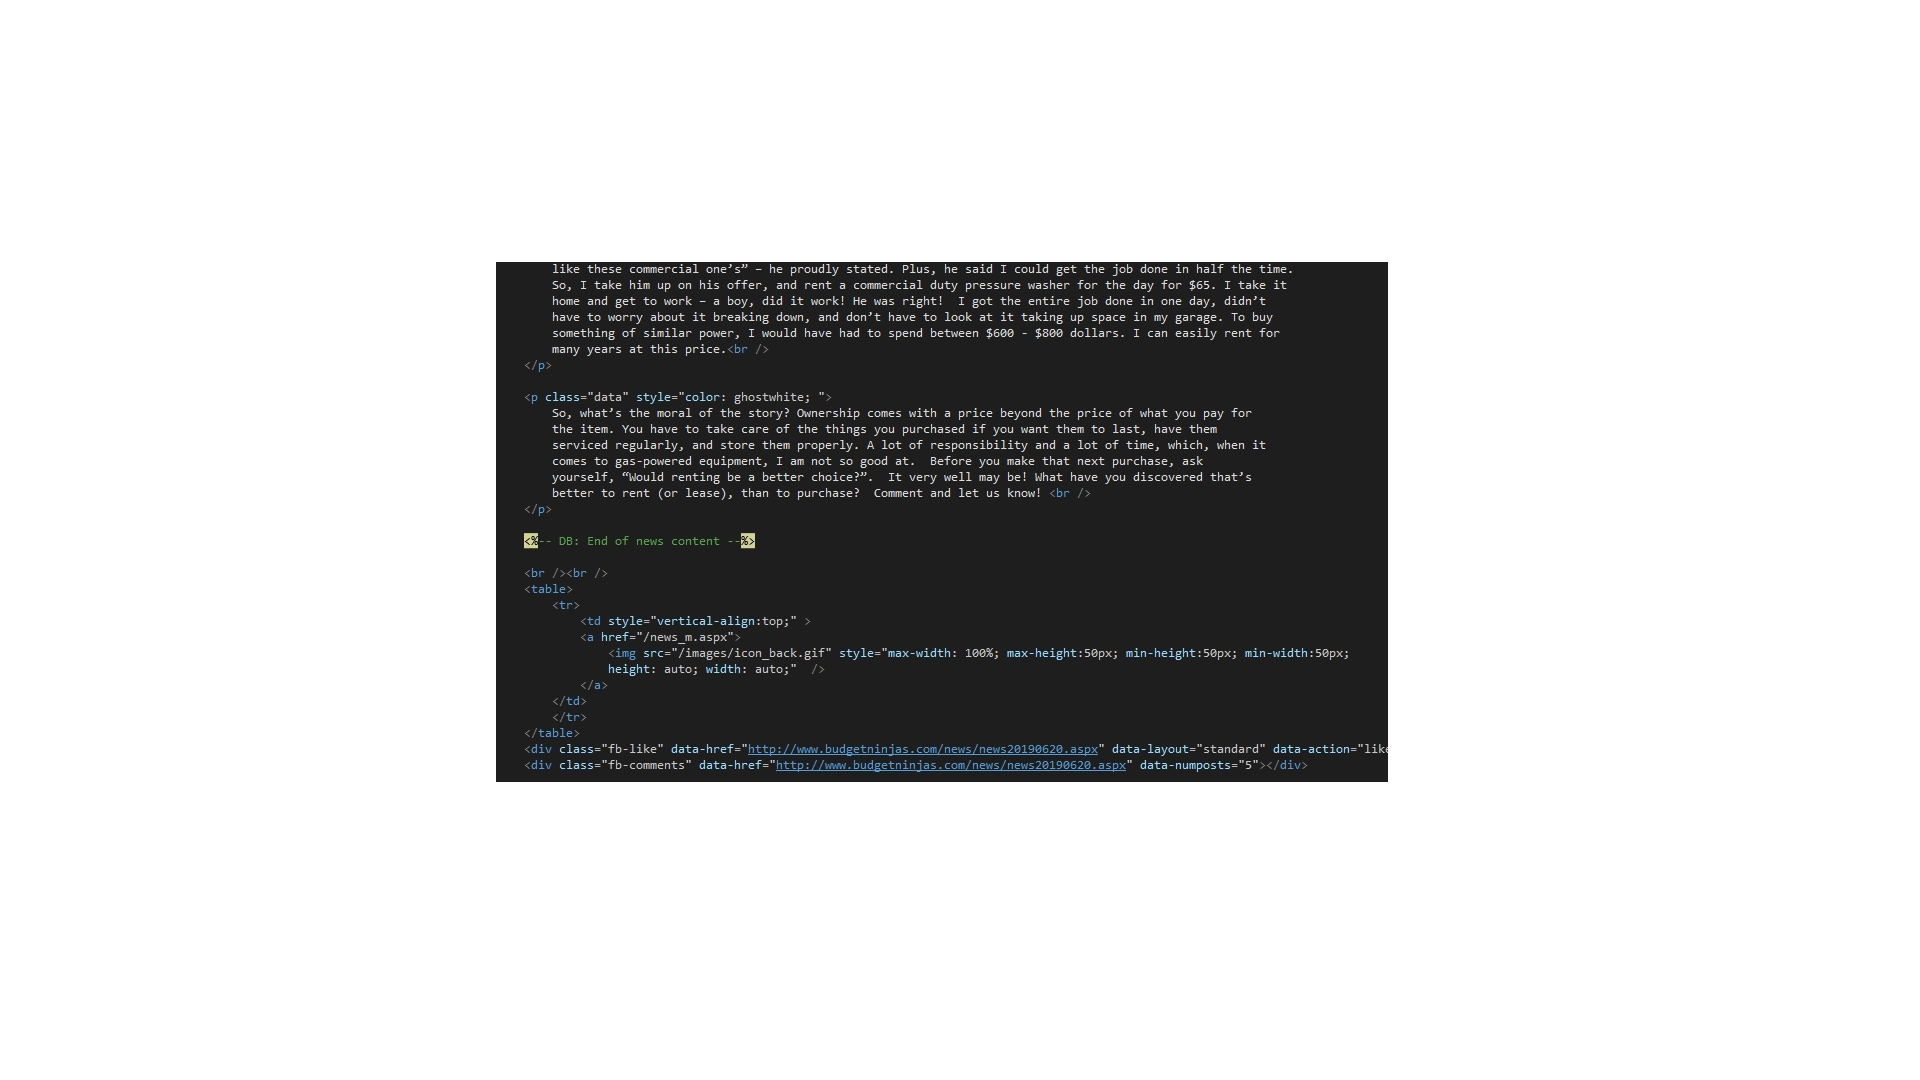 like these commercial one’s” – he proudly stated. Plus, he said I could get the job done in half the time.
So, I take him up on his offer, and rent a commercial duty pressure washer for the day for $65. I take it
home and get to work – a boy, did it work! He was right!  I got the entire job done in one day, didn’t
have to worry about it breaking down, and don’t have to look at it taking up space in my garage. To buy
something of similar power, I would have had to spend between $600 - $800 dollars. I can easily rent for
many years at this price.<br />
</p>
<p class="data" style="color: ghostwhite; ">
So, what’s the moral of the story? Ownership comes with a price beyond the price of what you pay for
the item. You have to take care of the things you purchased if you want them to last, have them
serviced regularly, and store them properly. A lot of responsibility and a lot of time, which, when it
comes to gas-powered equipment, I am not so good at.  Before you make that next purchase, ask
yourself, “Would renting be a better choice?”.  It very well may be! What have you discovered that’s
better to rent (or lease), than to purchase?  Comment and let us know! <br />
</p>
<%-- DB: End of news content --%>
<br /><br />
<table>
<tr>
<td style="vertical-align:top;" >
<a href="/news_m.aspx">
<img src="/images/icon_back.gif" style="max-width: 100%; max-height:50px; min-height:50px; min-width:50px;
height: auto; width: auto;"  />
</a>
</td>
</tr>
</table>
<div class="fb-like" data-href="http://www.budgetninjas.com/news/news20190620.aspx" data-layout="standard" data-action="like
<div class="fb-comments" data-href="http://www.budgetninjas.com/news/news20190620.aspx" data-numposts="5"></div>